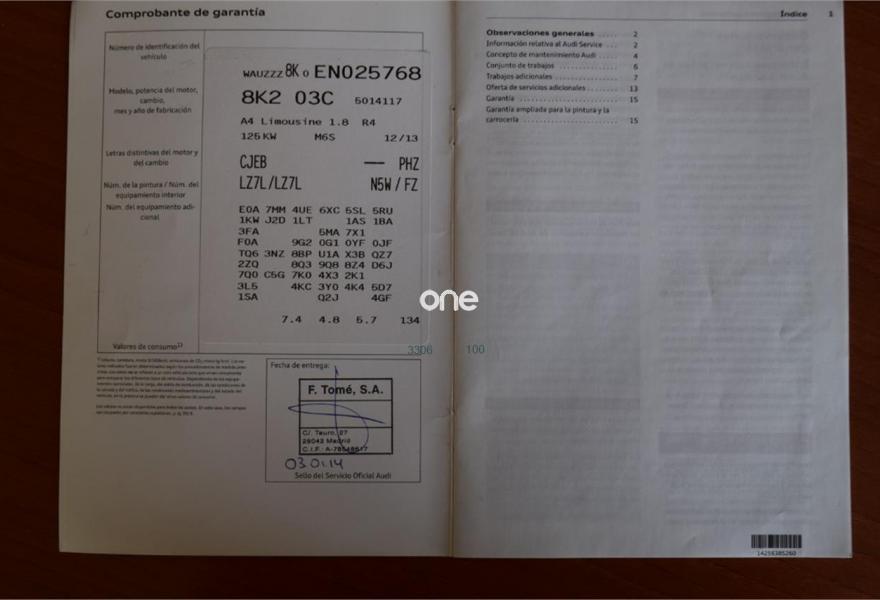 Comprobante de garantía
Número de identificación del
vehículo
WAUZZZ 8K 0 EN025768
Modelo, potencia del motor,
cambio,
mes y año de fabricación
8K2 03C 5014117
A4 Limousine 1.8 R4
125 KW M6S 12/13
Letras distintivas del motor y
del cambio
CJEB — PHZ
Núm. de la pintura / Núm. del
equipamiento interior
LZ7L/LZ7L N5W / FZ
Núm. del equipamiento adi-
cional
E0A 7MM 4UE 6XC 5SL 5RU
1KW J2D 1LT 1AS 1BA
3FA 5MA 7X1
F0A 9G2 0G1 0YF 0JF
TQ6 3NZ 8BP U1A X3B QZ7
2ZQ 8Q3 9Q8 8Z4 D6J
7Q0 C5G 7K0 4X3 2K1
3L5 4KC 3Y0 4K4 5D7
1SA Q2J 4GF
7.4 4.8 5.7 134
Valores de consumo
Fecha de entrega:
F. Tomé, S.A.
C/. Tauro, 27
28043 Madrid
C.I.F.: A-78548617
03.01.14
Sello del Servicio Oficial Audi
Índice 1
Observaciones generales ..... 2
Información relativa al Audi Service ... 2
Concepto de mantenimiento Audi .... 4
Conjunto de trabajos ................ 6
Trabajos adicionales ................ 7
Oferta de servicios adicionales ........ 13
Garantía ........................... 15
Garantía ampliada para la pintura y la
carrocería .......................... 15
one
3306 100
14256385260